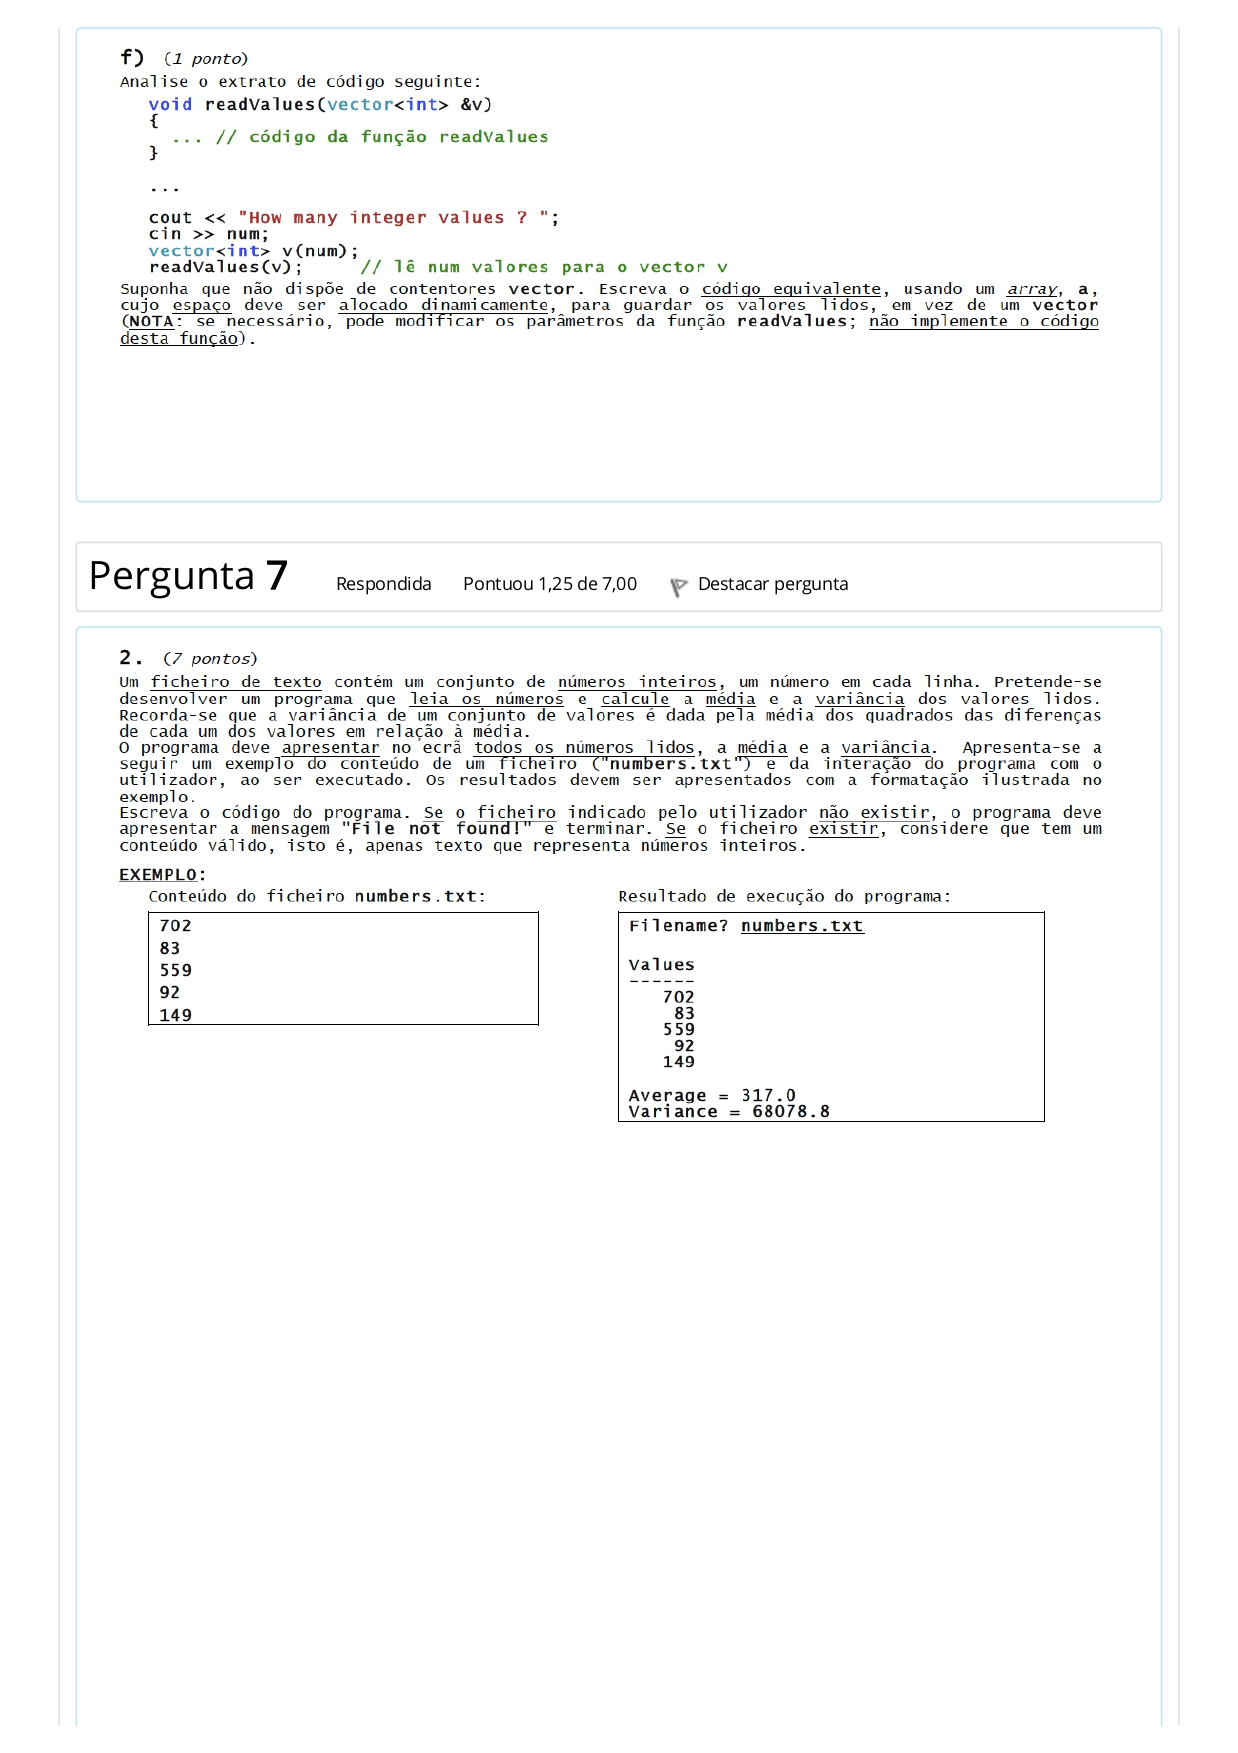 f) (1 ponto)
Analise o extrato de código seguinte:
void readValues(vector<int> &v)
{
... // código da função readValues
}
...
cout << "How many integer values ? ";
cin >> num;
vector<int> v(num);
readValues(v); // lê num valores para o vector v
Suponha que não dispõe de contentores vector. Escreva o código equivalente, usando um array, a,
cujo espaço deve ser alocado dinamicamente, para guardar os valores lidos, em vez de um vector
(NOTA: se necessário, pode modificar os parâmetros da função readValues; não implemente o código
desta função).
Pergunta 7 Respondida Pontuou 1,25 de 7,00 Destacar pergunta
2. (7 pontos)
Um ficheiro de texto contém um conjunto de números inteiros, um número em cada linha. Pretende-se
desenvolver um programa que leia os números e calcule a média e a variância dos valores lidos.
Recorda-se que a variância de um conjunto de valores é dada pela média dos quadrados das diferenças
de cada um dos valores em relação à média.
O programa deve apresentar no ecrã todos os números lidos, a média e a variância. Apresenta-se a
seguir um exemplo do conteúdo de um ficheiro ("numbers.txt") e da interação do programa com o
utilizador, ao ser executado. Os resultados devem ser apresentados com a formatação ilustrada no
exemplo.
Escreva o código do programa. Se o ficheiro indicado pelo utilizador não existir, o programa deve
apresentar a mensagem "File not found!" e terminar. Se o ficheiro existir, considere que tem um
conteúdo válido, isto é, apenas texto que representa números inteiros.
EXEMPLO:
Conteúdo do ficheiro numbers.txt:
702
83
559
92
149
Resultado de execução do programa:
Filename? numbers.txt
Values
------
702
83
559
92
149
Average = 317.0
Variance = 68078.8